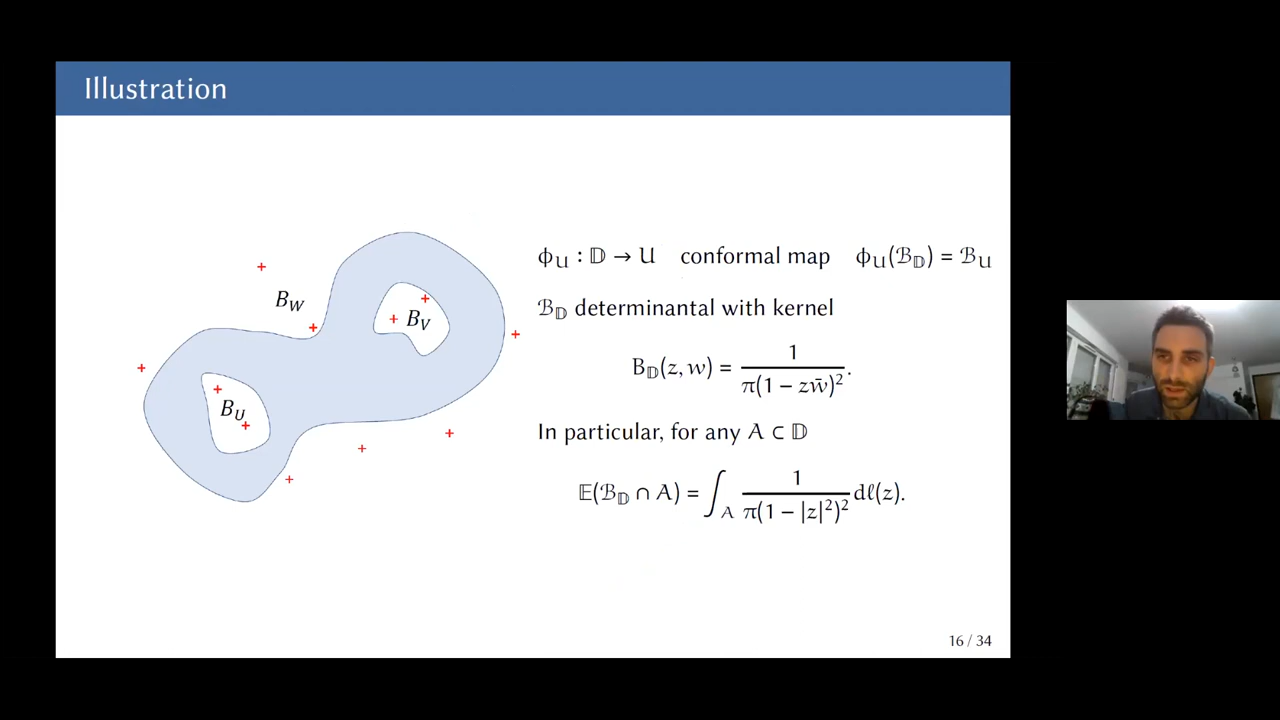 Illustration
B_W
B_V
B_U
ϕ_U : 𝔻 → U conformal map ϕ_U(ℬ_𝔻) = ℬ_U
ℬ_𝔻 determinantal with kernel
B_𝔻(z, w) = 1 / π(1 − zw̄)² .
In particular, for any A ⊂ 𝔻
𝔼(ℬ_𝔻 ∩ A) = ∫_A 1 / π(1 − |z|²)² dℓ(z).
16 / 34